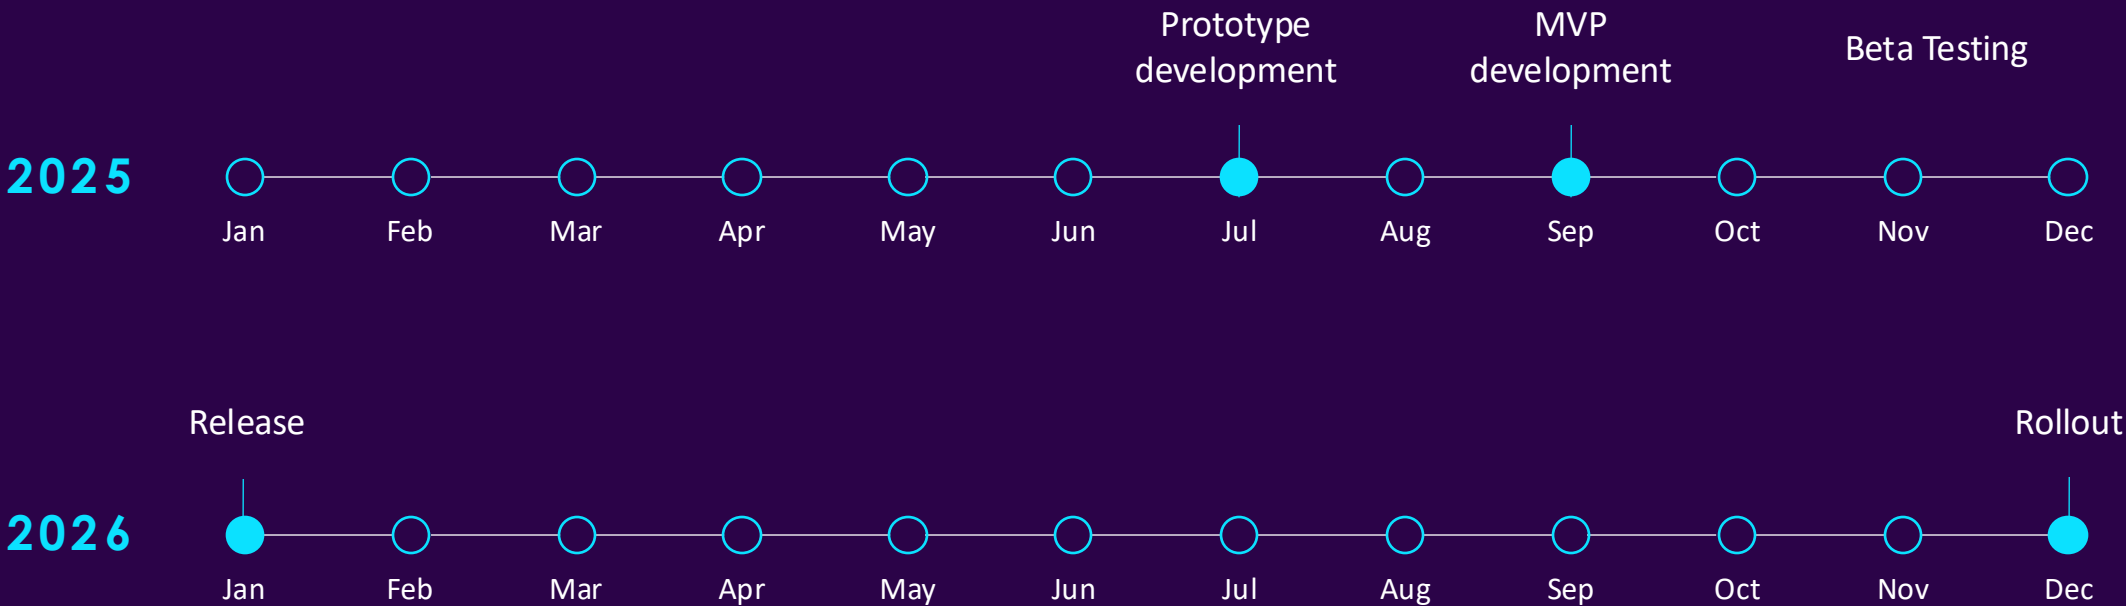 Prototype
development
MVP
development
Beta Testing
2025
Jan Feb Mar Apr May Jun Jul Aug Sep Oct Nov Dec
Release
Rollout
2026
Jan Feb Mar Apr May Jun Jul Aug Sep Oct Nov Dec